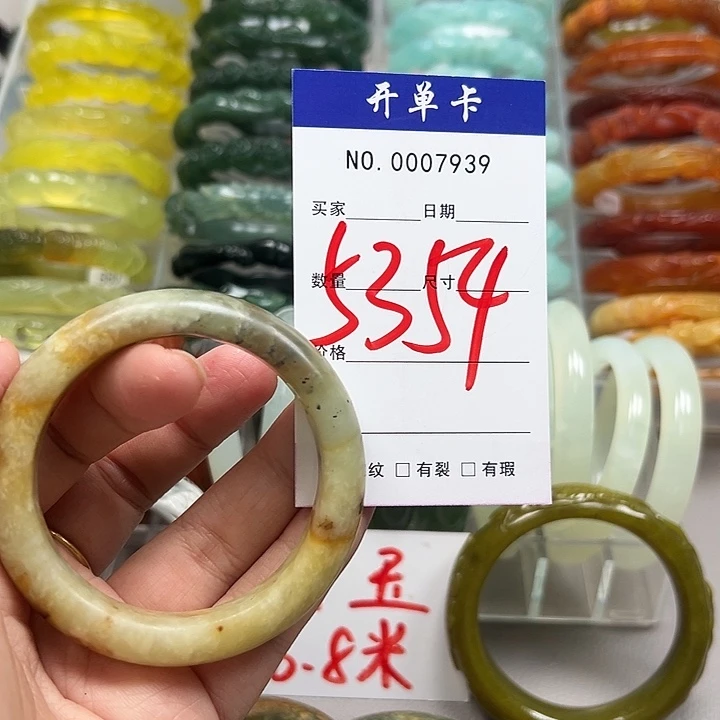 开单卡
NO.0007939
买家 日期
数量 尺寸
5354
价格
纹 □有裂 □有瑕
玉
-8米